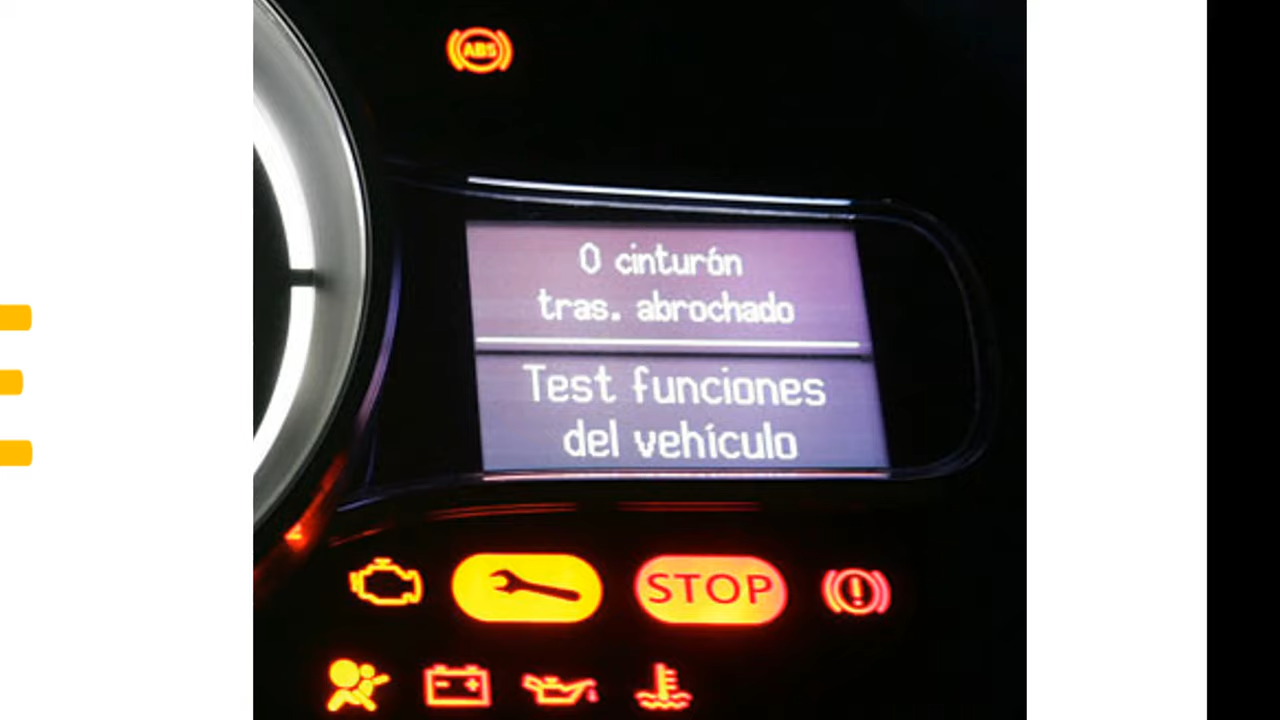 ABS
0 cinturón
tras. abrochado
Test funciones
del vehículo
STOP